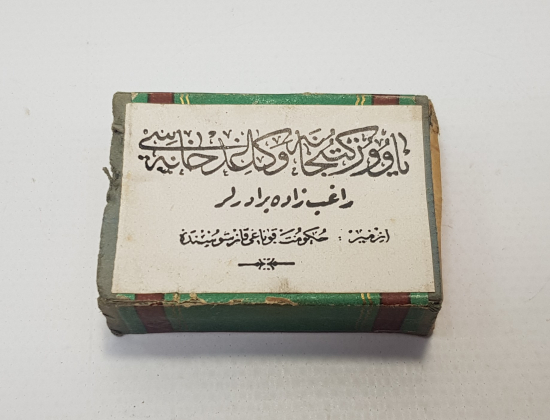 یاووز کتبخانه و کاغدخانه‌سی
راغب زاده برادرلر
ازمیر : حکومت قوناغی قارشوسنده